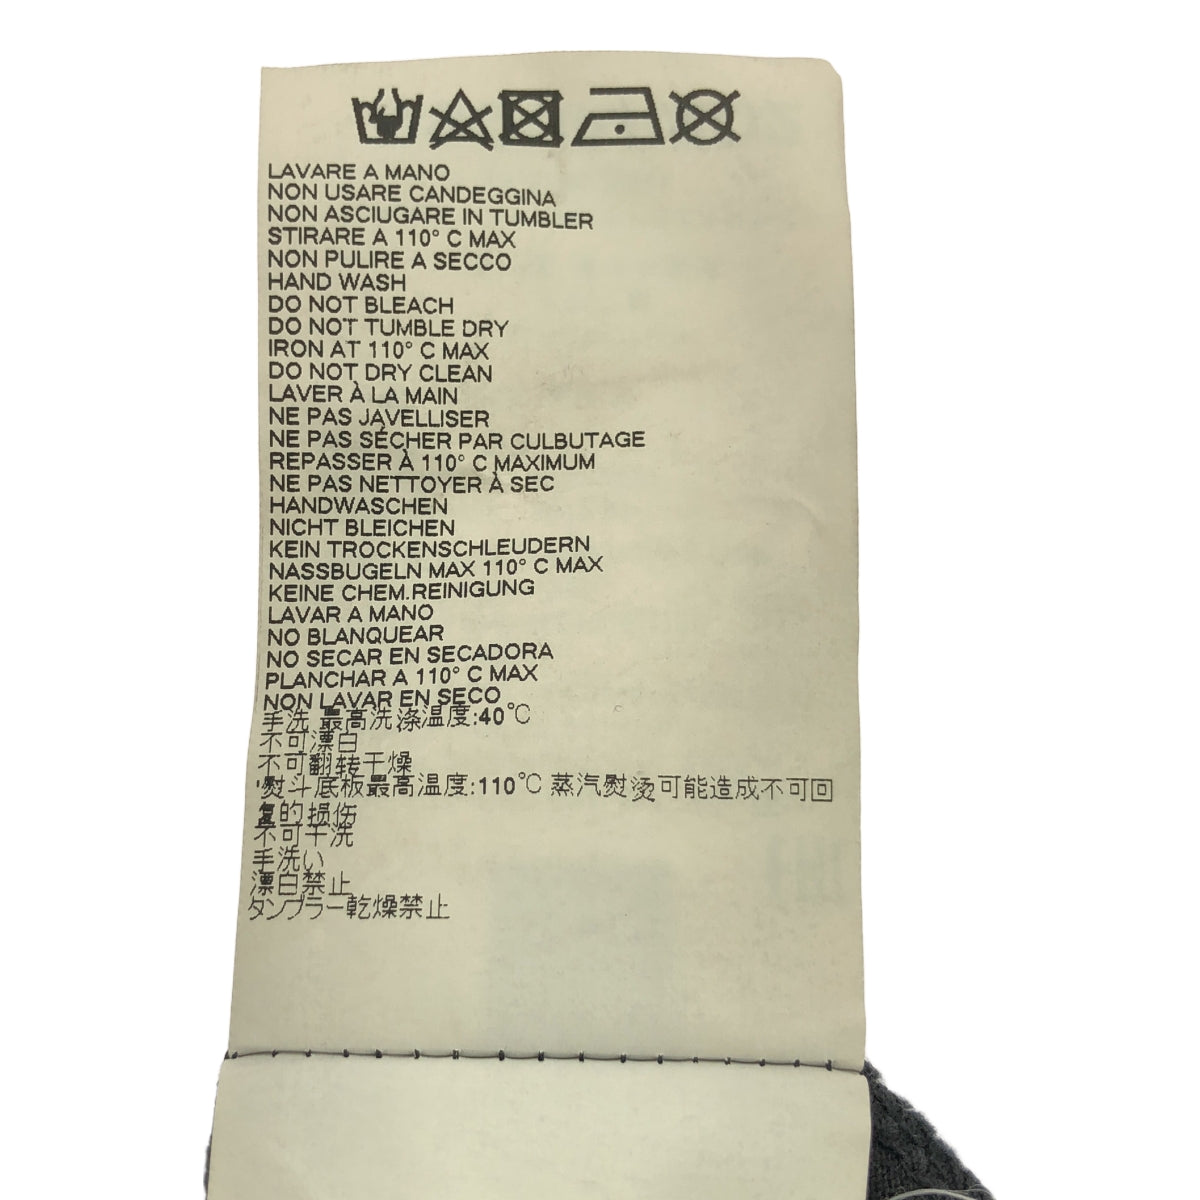 LAVARE A MANO
NON USARE CANDEGGINA
NON ASCIUGARE IN TUMBLER
STIRARE A 110° C MAX
NON PULIRE A SECCO
HAND WASH
DO NOT BLEACH
DO NOT TUMBLE DRY
IRON AT 110° C MAX
DO NOT DRY CLEAN
LAVER À LA MAIN
NE PAS JAVELLISER
NE PAS SÉCHER PAR CULBUTAGE
REPASSER À 110° C MAXIMUM
NE PAS NETTOYER À SEC
HANDWASCHEN
NICHT BLEICHEN
KEIN TROCKENSCHLEUDERN
NASSBUGELN MAX 110° C MAX
KEINE CHEM.REINIGUNG
LAVAR A MANO
NO BLANQUEAR
NO SECAR EN SECADORA
PLANCHAR A 110° C MAX
NON LAVAR EN SECO
手洗 最高洗涤温度:40℃
不可漂白
不可翻转干燥
熨斗底板最高温度:110℃ 蒸汽熨烫可能造成不可回
复的损伤
不可干洗
手洗い
漂白禁止
タンブラー乾燥禁止